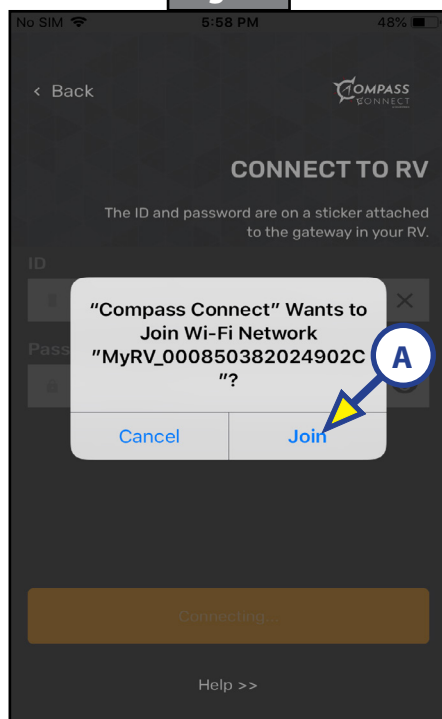 No SIM 5:58 PM 48%
< Back
COMPASS
CONNECT
CONNECT TO RV
The ID and password are on a sticker attached
to the gateway in your RV.
ID
"Compass Connect" Wants to
Join Wi-Fi Network
"MyRV_000850382024902C
"?
Pass
A
Cancel Join
Connecting...
Help >>